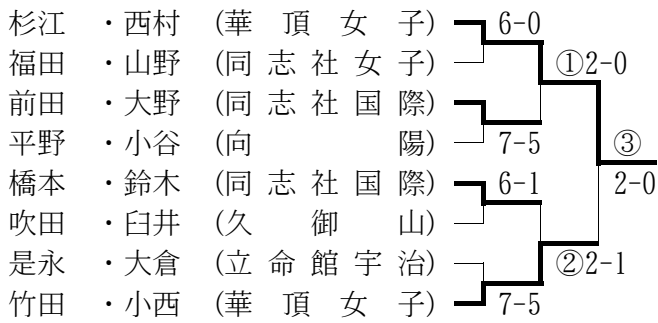 杉江 ・西村 (華頂女子) 6-0
福田 ・山野 (同志社女子) ①2-0
前田 ・大野 (同志社国際)
平野 ・小谷 (向陽) 7-5 ③
橋本 ・鈴木 (同志社国際) 6-1 2-0
吹田 ・臼井 (久御山)
是永 ・大倉 (立命館宇治) ②2-1
竹田 ・小西 (華頂女子) 7-5